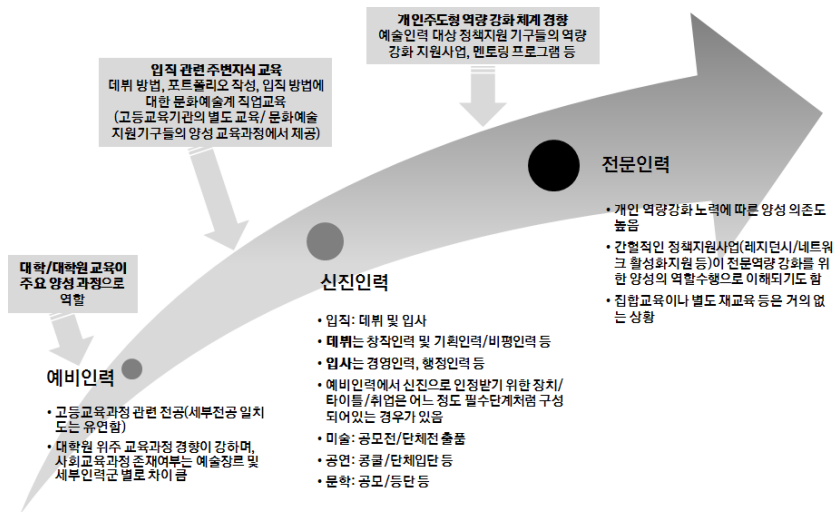 개인주도형 역량 강화 체계 경향
예술인력 대상 정책지원 기구들의 역량
강화 지원사업, 멘토링 프로그램 등
입직 관련 주변지식 교육
데뷔 방법, 포트폴리오 작성, 입직 방법에
대한 문화예술계 직업교육
(고등교육기관의 별도 교육/ 문화예술
지원기구들의 양성 교육과정에서 제공)
대학/대학원 교육이
주요 양성 과정으로
역할
예비인력
• 고등교육과정 관련 전공(세부전공 일치
도는 유연함)
• 대학원 위주 교육과정 경향이 강하며,
사회교육과정 존재여부는 예술장르 및
세부인력군 별로 차이 큼
신진인력
• 입직: 데뷔 및 입사
• 데뷔는 창작인력 및 기획인력/비평인력 등
• 입사는 경영인력, 행정인력 등
• 예비인력에서 신진으로 인정받기 위한 장치/
타이틀/취업은 어느 정도 필수단계처럼 구성
되어있는 경우가 있음
• 미술: 공모전/단체전 출품
• 공연: 콩쿨/단체입단 등
• 문학: 공모/등단 등
전문인력
• 개인 역량강화 노력에 따른 양성 의존도
높음
• 간헐적인 정책지원사업(레지던시/네트워
크 활성화지원 등)이 전문역량 강화를 위
한 양성의 역할수행으로 이해되기도 함
• 집합교육이나 별도 재교육 등은 거의 없
는 상황